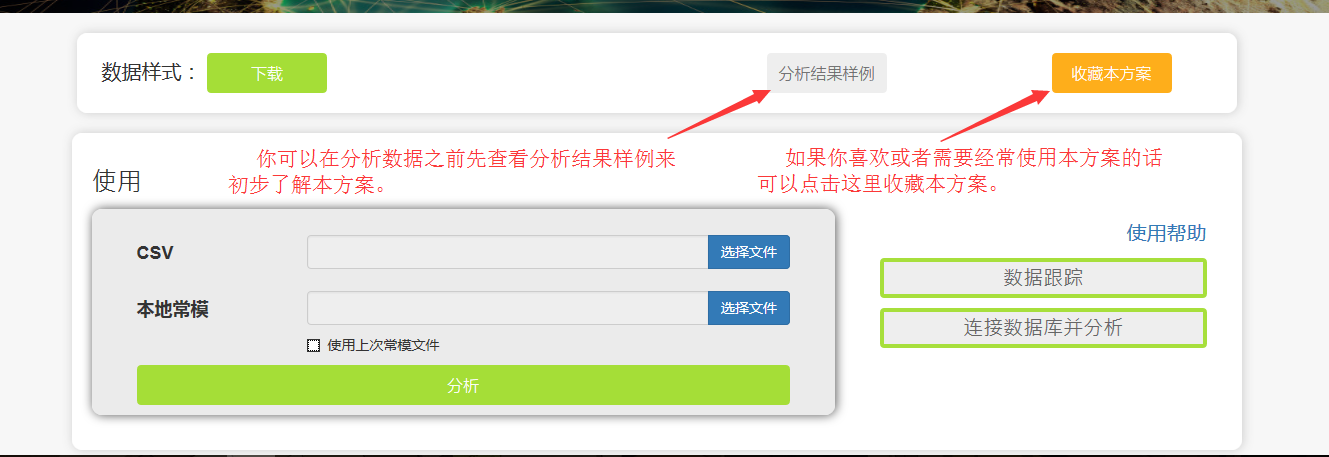 数据样式：
下载
分析结果样例
收藏本方案
你可以在分析数据之前先查看分析结果样例来
初步了解本方案。
如果你喜欢或者需要经常使用本方案的话
可以点击这里收藏本方案。
使用
CSV
选择文件
本地常模
选择文件
使用上次常模文件
分析
使用帮助
数据跟踪
连接数据库并分析